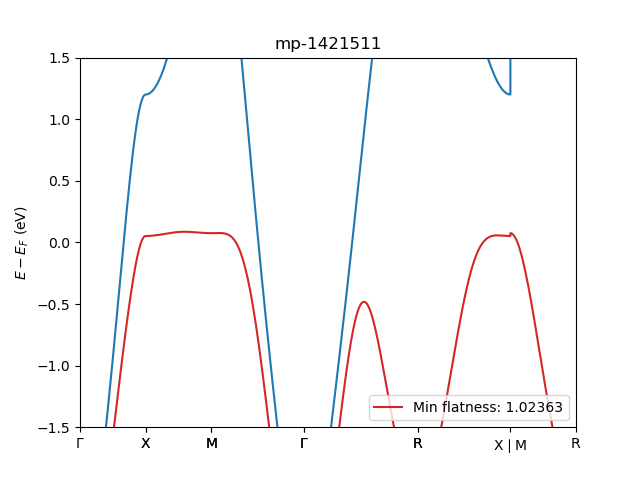 mp-1421511
E − E_F (eV)
1.5
1.0
0.5
0.0
−0.5
−1.0
−1.5
Min flatness: 1.02363
Γ X M Γ R X | M R